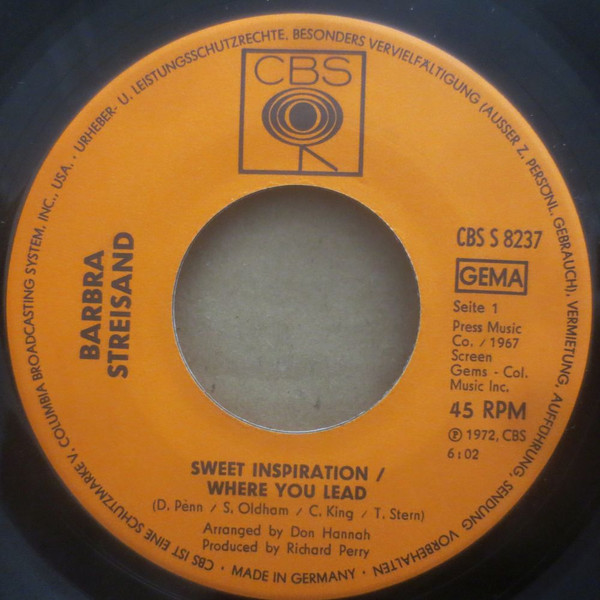 CBS IST EINE SCHUTZMARKE V. COLUMBIA BROADCASTING SYSTEM, INC., USA. · URHEBER- U. LEISTUNGSSCHUTZRECHTE, BESONDERS VERVIELFÄLTIGUNG (AUSSER Z. PERSÖNL. GEBRAUCH), VERMIETUNG, AUFFÜHRUNG, SENDUNG VORBEHALTEN
CBS
BARBRA
STREISAND
CBS S 8237
GEMA
Seite 1
Press Music
Co. / 1967
Screen
Gems - Col.
Music Inc.
45 RPM
℗ 1972, CBS
6:02
SWEET INSPIRATION /
WHERE YOU LEAD
(D. Pènn / S. Oldham / C. King / T. Stern)
Arranged by Don Hannah
Produced by Richard Perry
· MADE IN GERMANY ·